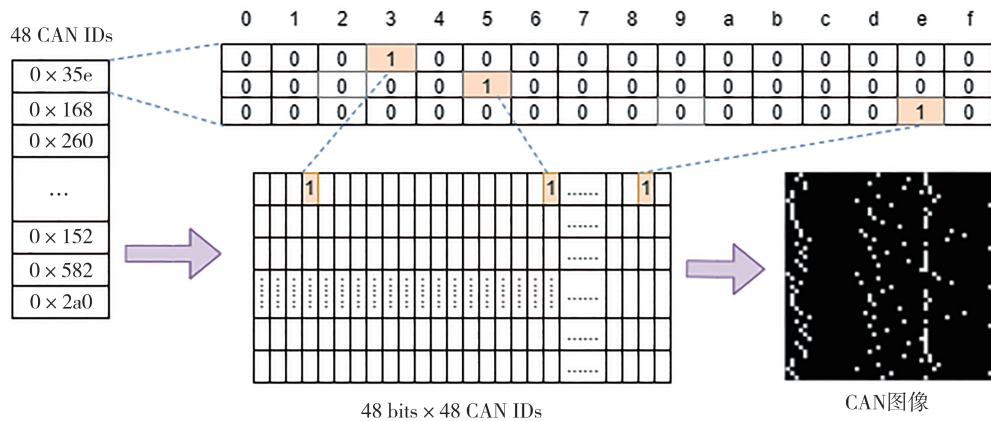 0 1 2 3 4 5 6 7 8 9 a b c d e f
48 CAN IDs
0 0 0 1 0 0 0 0 0 0 0 0 0 0 0 0
0 0 0 0 0 1 0 0 0 0 0 0 0 0 0 0
0 0 0 0 0 0 0 0 0 0 0 0 0 0 1 0
0 × 35e
0 × 168
0 × 260
...
0 × 152
0 × 582
0 × 2a0
1 1 ...... 1
......
......
......
......
......
48 bits × 48 CAN IDs
CAN图像